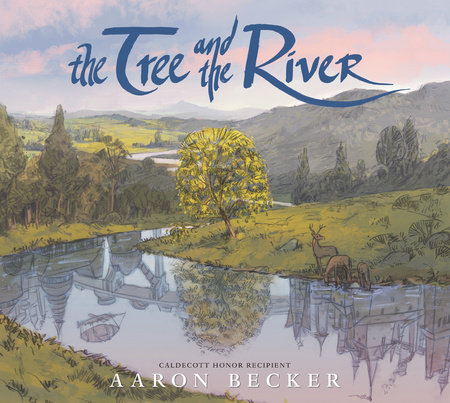 the Tree and the River
CALDECOTT HONOR RECIPIENT
AARON BECKER